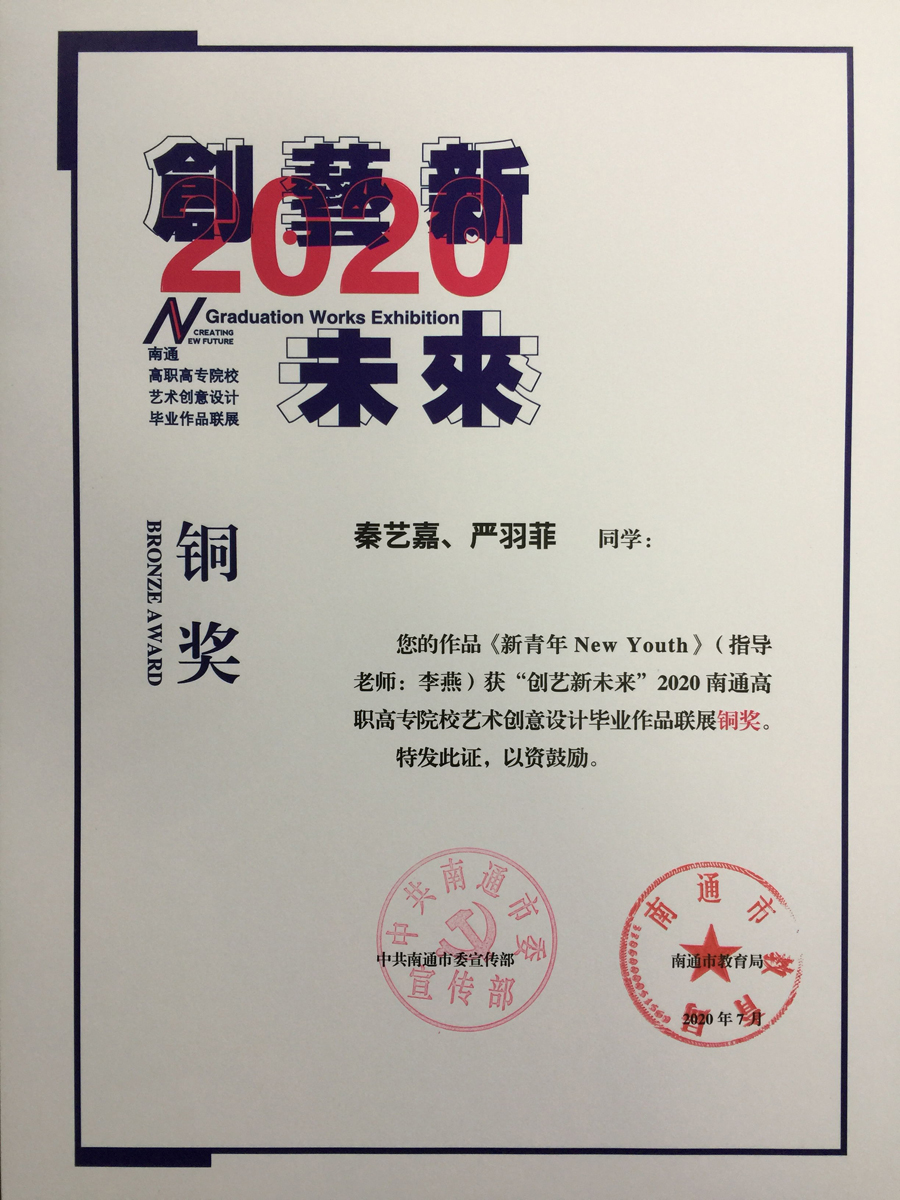 創藝新
2020
Graduation Works Exhibition
N CREATING
EW FUTURE
未來
南通
高职高专院校
艺术创意设计
毕业作品联展
铜奖
BRONZE AWARD
秦艺嘉、严羽菲 同学：
您的作品《新青年 New Youth》（指导
老师：李燕）获“创艺新未来”2020 南通高
职高专院校艺术创意设计毕业作品联展铜奖。
特发此证，以资鼓励。
中共南通市委
宣传部
中共南通市委宣传部
南通市教育局
南通市教育局
2020 年 7 月